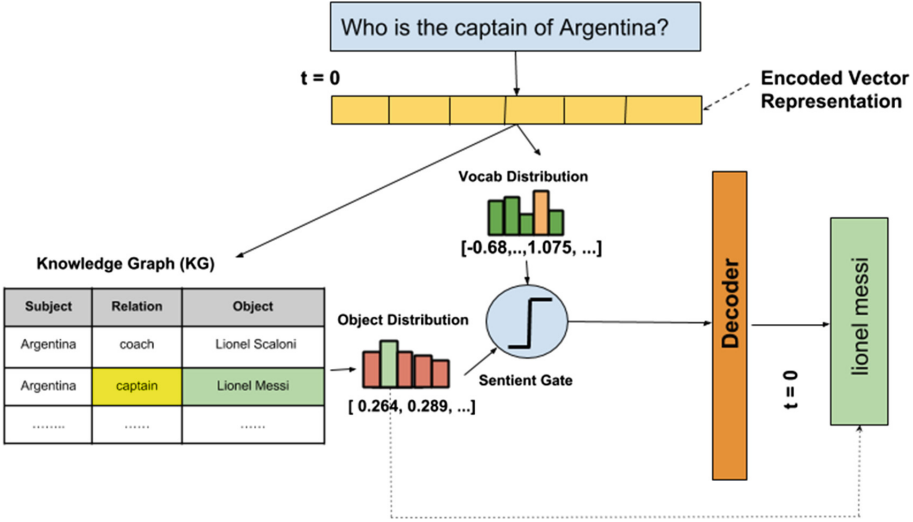 Who is the captain of Argentina?
t = 0
Encoded Vector
Representation
Vocab Distribution
[-0.68,..,1.075, ...]
Knowledge Graph (KG)
Subject Relation Object
Argentina coach Lionel Scaloni
Argentina captain Lionel Messi
........ ...... ......
Object Distribution
[ 0.264, 0.289, ...]
Sentient Gate
Decoder
t = 0
lionel messi